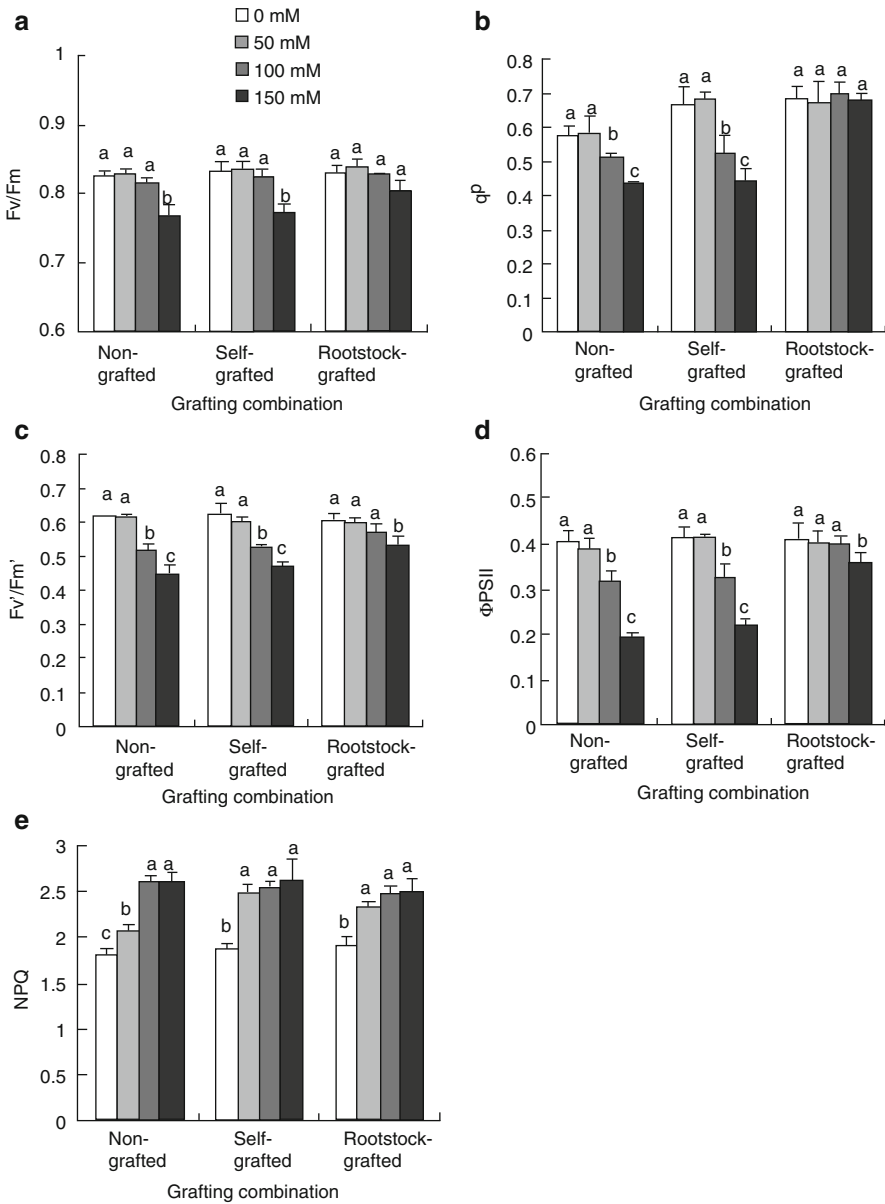 a
0 mM
50 mM
100 mM
150 mM
1
0.9
0.8
0.7
0.6
Fv/Fm
a a a b
a a a b
a a a a
Non-
grafted
Self-
grafted
Rootstock-
grafted
Grafting combination
b
0.8
0.7
0.6
0.5
0.4
0.3
0.2
0.1
0
qp
a a b c
a a b c
a a a a
Non-
grafted
Self-
grafted
Rootstock-
grafted
Grafting combination
c
0.8
0.7
0.6
0.5
0.4
0.3
0.2
0.1
0
Fv'/Fm'
a a b c
a a b c
a a a b
Non-
grafted
Self-
grafted
Rootstock-
grafted
Grafting combination
d
0.6
0.5
0.4
0.3
0.2
0.1
0
ΦPSII
a a b c
a a b c
a a a b
Non-
grafted
Self-
grafted
Rootstock-
grafted
Grafting combination
e
3
2.5
2
1.5
1
0.5
0
NPQ
c b a a
b a a a
b a a a
Non-
grafted
Self-
grafted
Rootstock-
grafted
Grafting combination